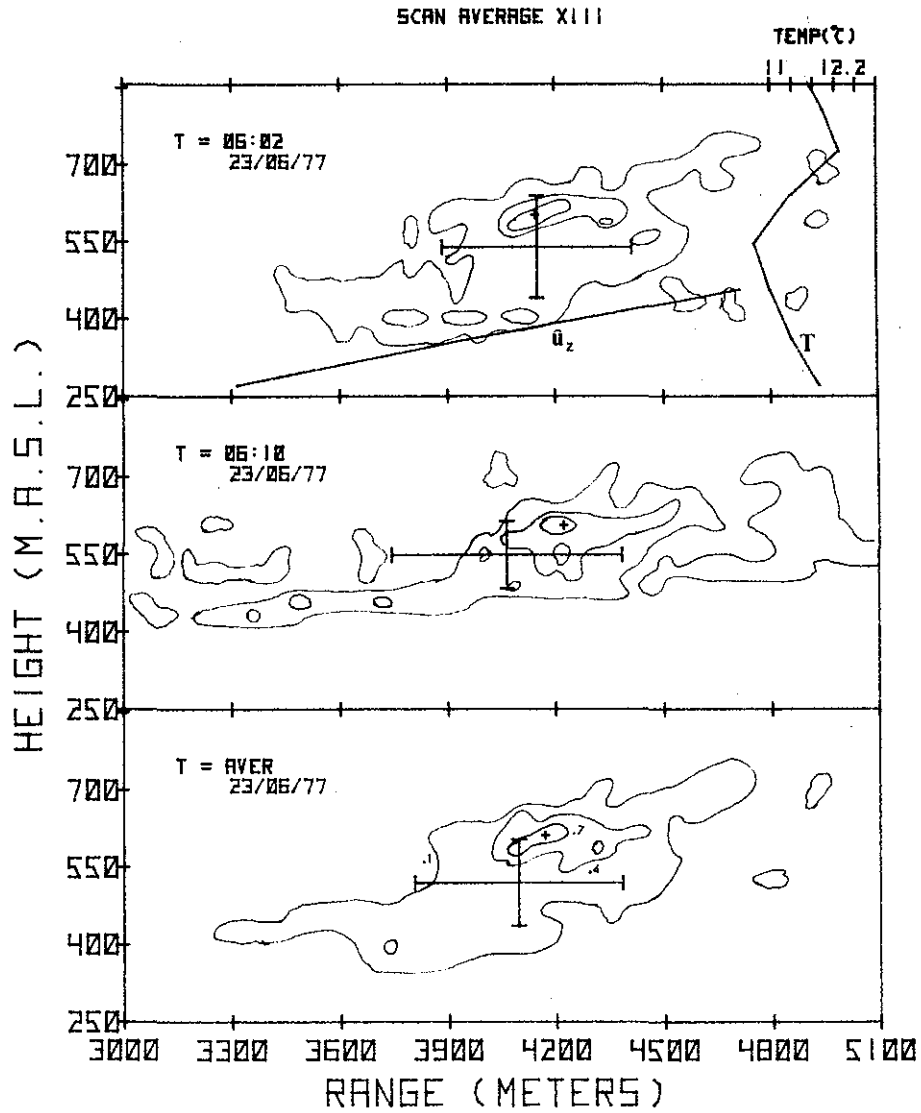 SCAN AVERAGE XIII
TEMP(°C)
11 12.2
T = 06:02
23/06/77
700
550
400
250
û_z
T
T = 06:10
23/06/77
700
550
400
250
T = AVER
23/06/77
700
550
400
250
.7
.1
.4
HEIGHT (M.A.S.L.)
3000 3300 3600 3900 4200 4500 4800 5100
RANGE (METERS)